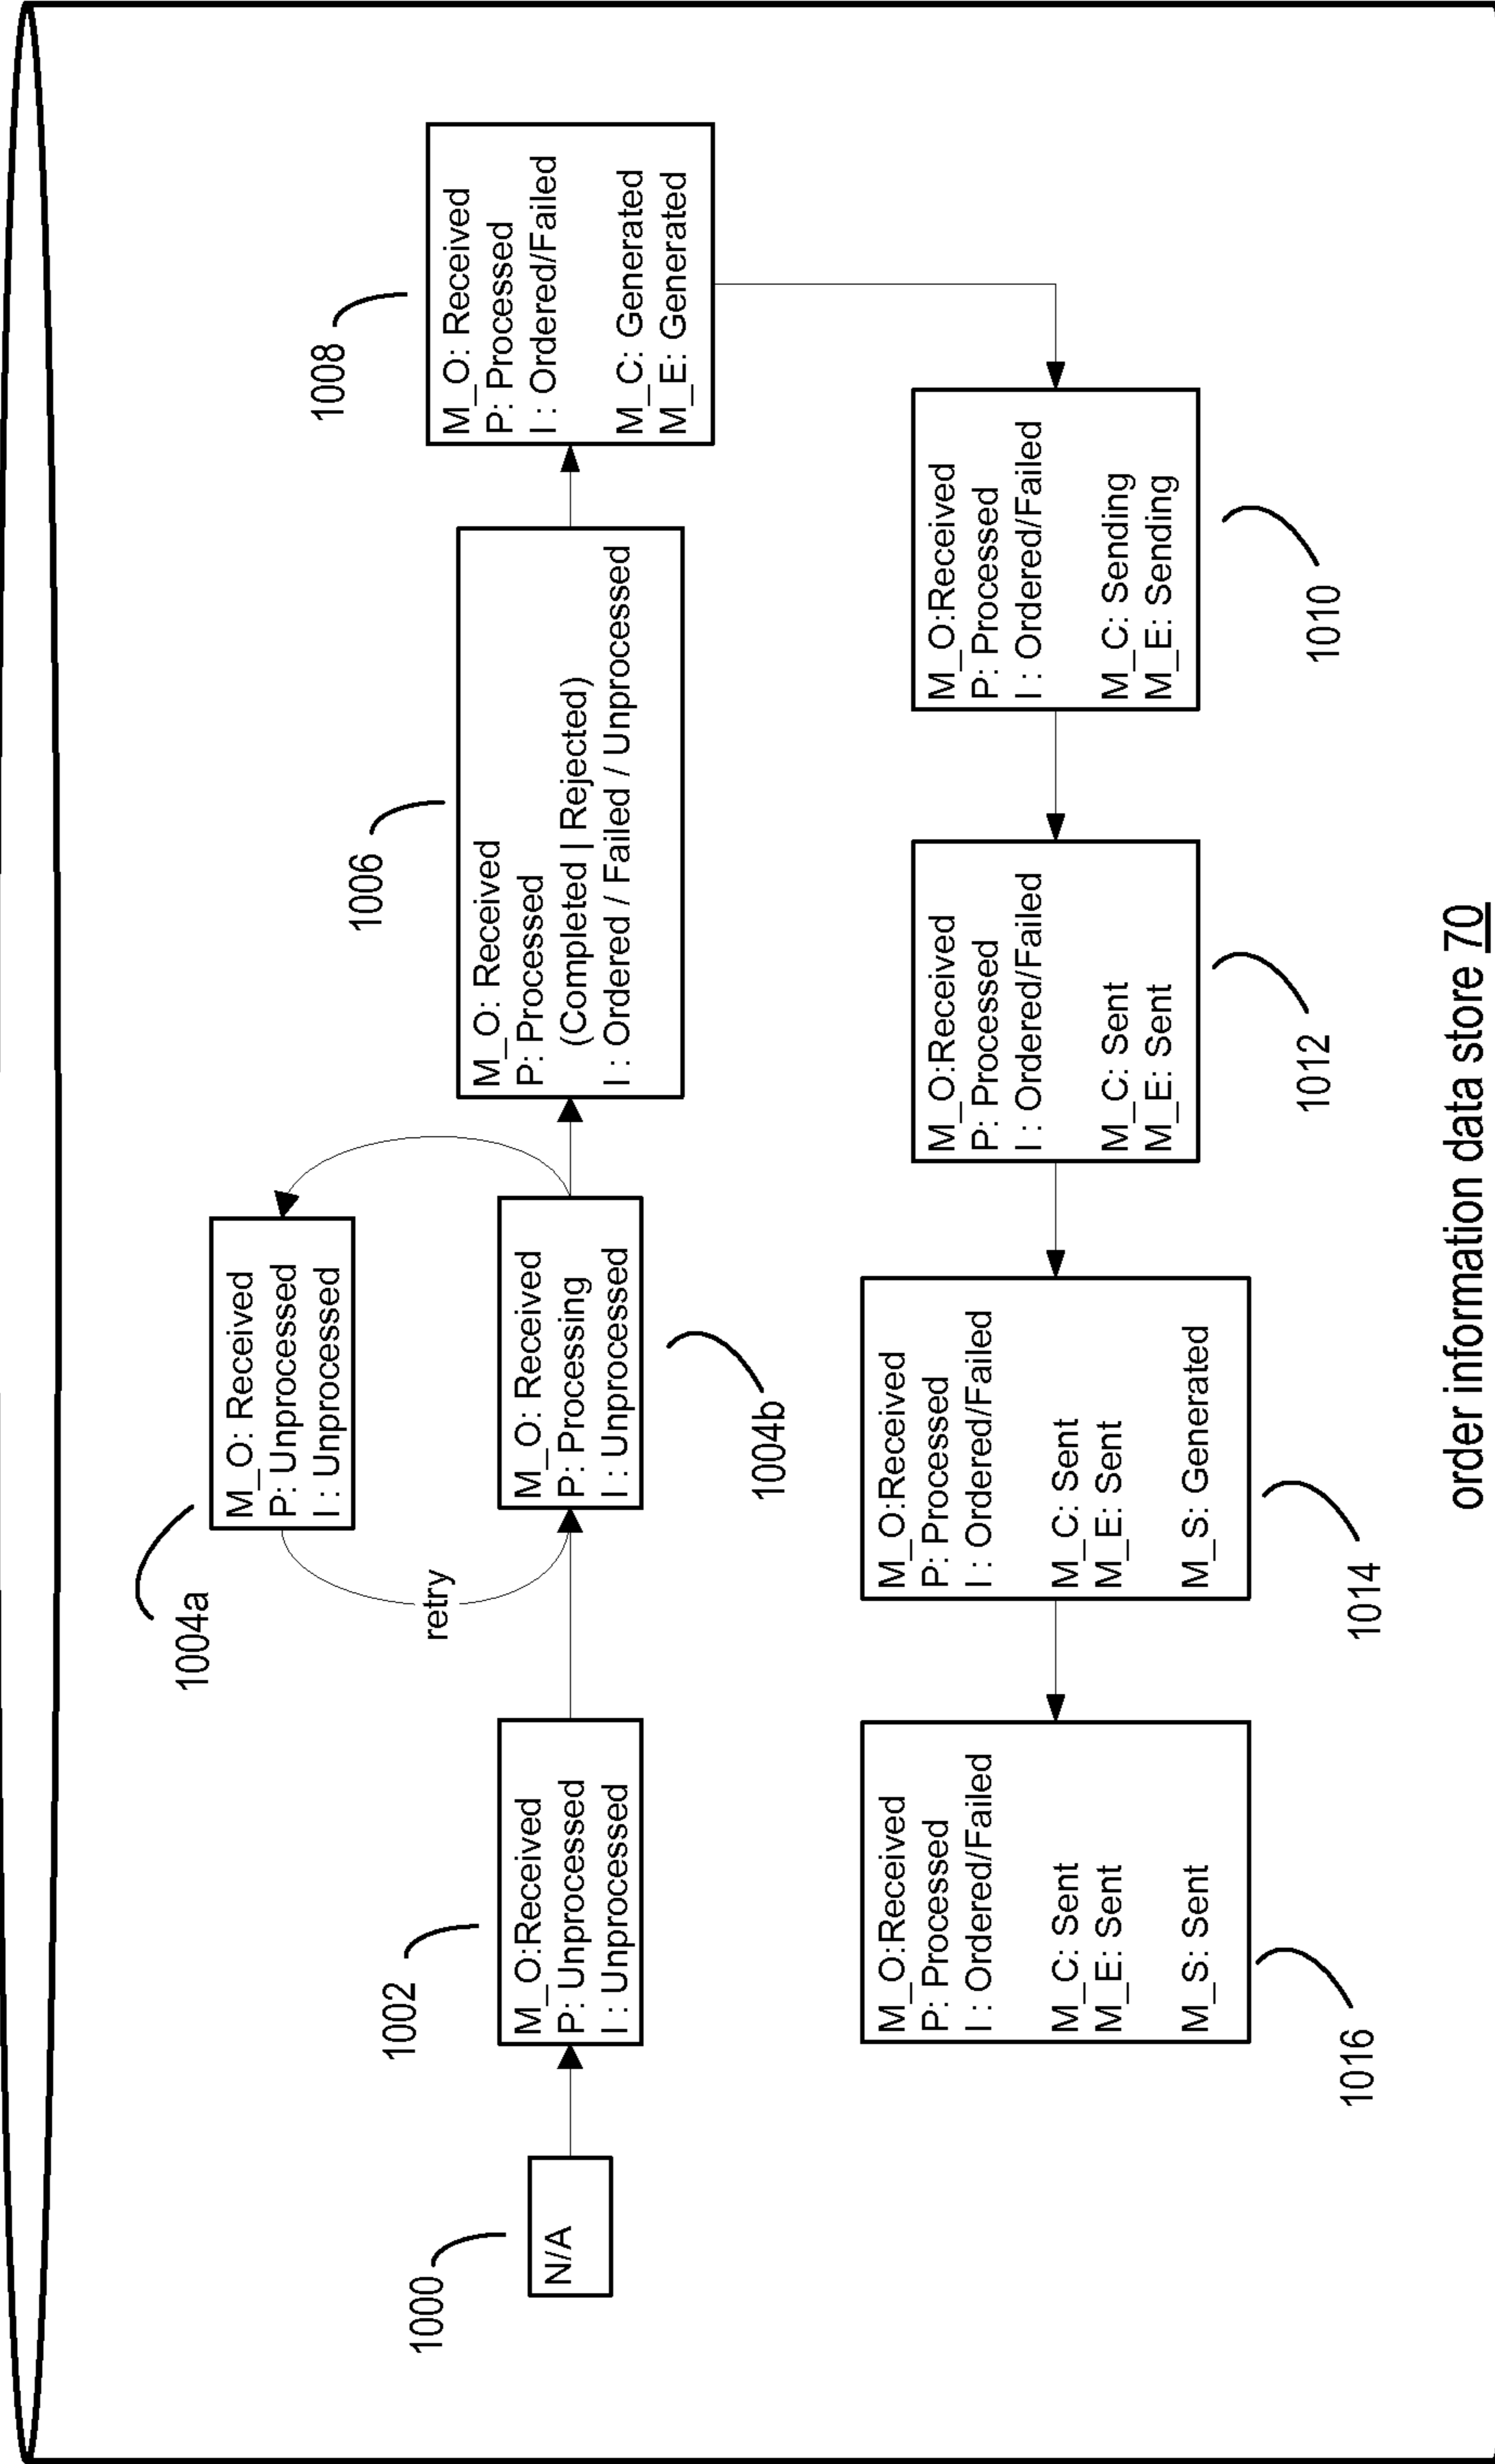 1000
N/A
1002
M_O:Received
P: Unprocessed
I : Unprocessed
1004a
M_O: Received
P: Unprocessed
I : Unprocessed
retry
M_O: Received
P: Processing
I : Unprocessed
1004b
1006
M_O: Received
P: Processed
(Completed | Rejected)
I : Ordered / Failed / Unprocessed
1008
M_O: Received
P: Processed
I : Ordered/Failed
M_C: Generated
M_E: Generated
M_O:Received
P: Processed
I : Ordered/Failed
M_C: Sending
M_E: Sending
1010
M_O:Received
P: Processed
I : Ordered/Failed
M_C: Sent
M_E: Sent
1012
M_O:Received
P: Processed
I : Ordered/Failed
M_C: Sent
M_E: Sent
M_S: Generated
1014
M_O:Received
P: Processed
I : Ordered/Failed
M_C: Sent
M_E: Sent
M_S: Sent
1016
order information data store 70